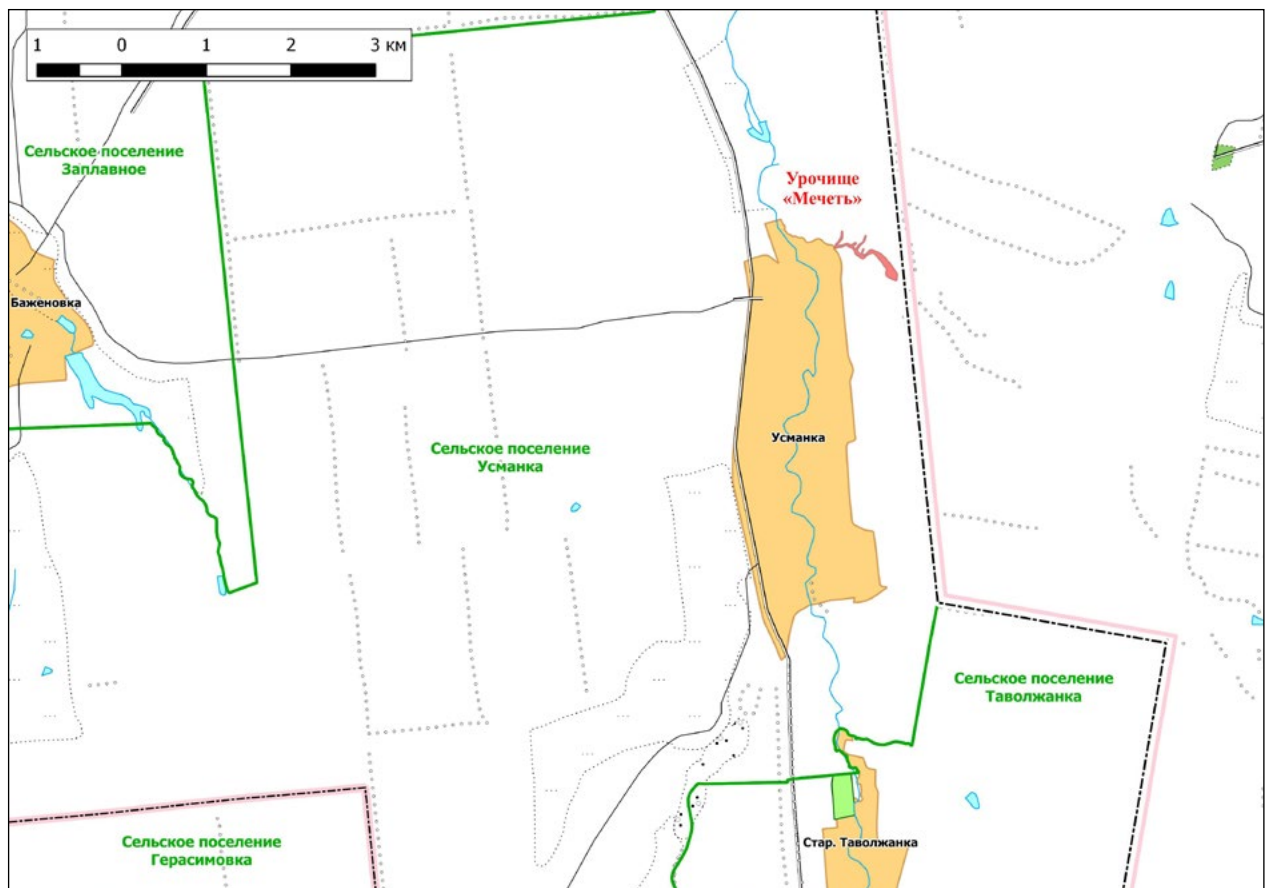 1 0 1 2 3 км
Сельское поселение
Заплавное
Урочище
«Мечеть»
Баженовка
Усманка
Сельское поселение
Усманка
Сельское поселение
Таволжанка
Сельское поселение
Герасимовка
Стар. Таволжанка